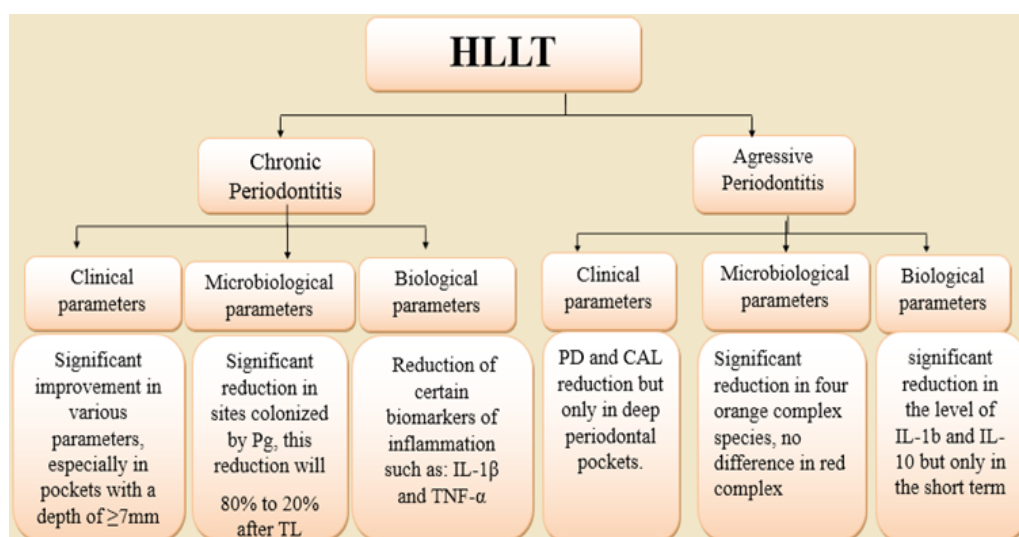 HLLT
Chronic
Periodontitis
Agressive
Periodontitis
Clinical
parameters
Microbiological
parameters
Biological
parameters
Clinical
parameters
Microbiological
parameters
Biological
parameters
Significant
improvement in
various
parameters,
especially in
pockets with a
depth of ≥7mm
Significant
reduction in
sites colonized
by Pg, this
reduction will
80% to 20%
after TL
Reduction of
certain
biomarkers of
inflammation
such as: IL-1β
and TNF-α
PD and CAL
reduction but
only in deep
periodontal
pockets.
Significant
reduction in four
orange complex
species, no
difference in red
complex
significant
reduction in
the level of
IL-1b and IL-
10 but only in
the short term